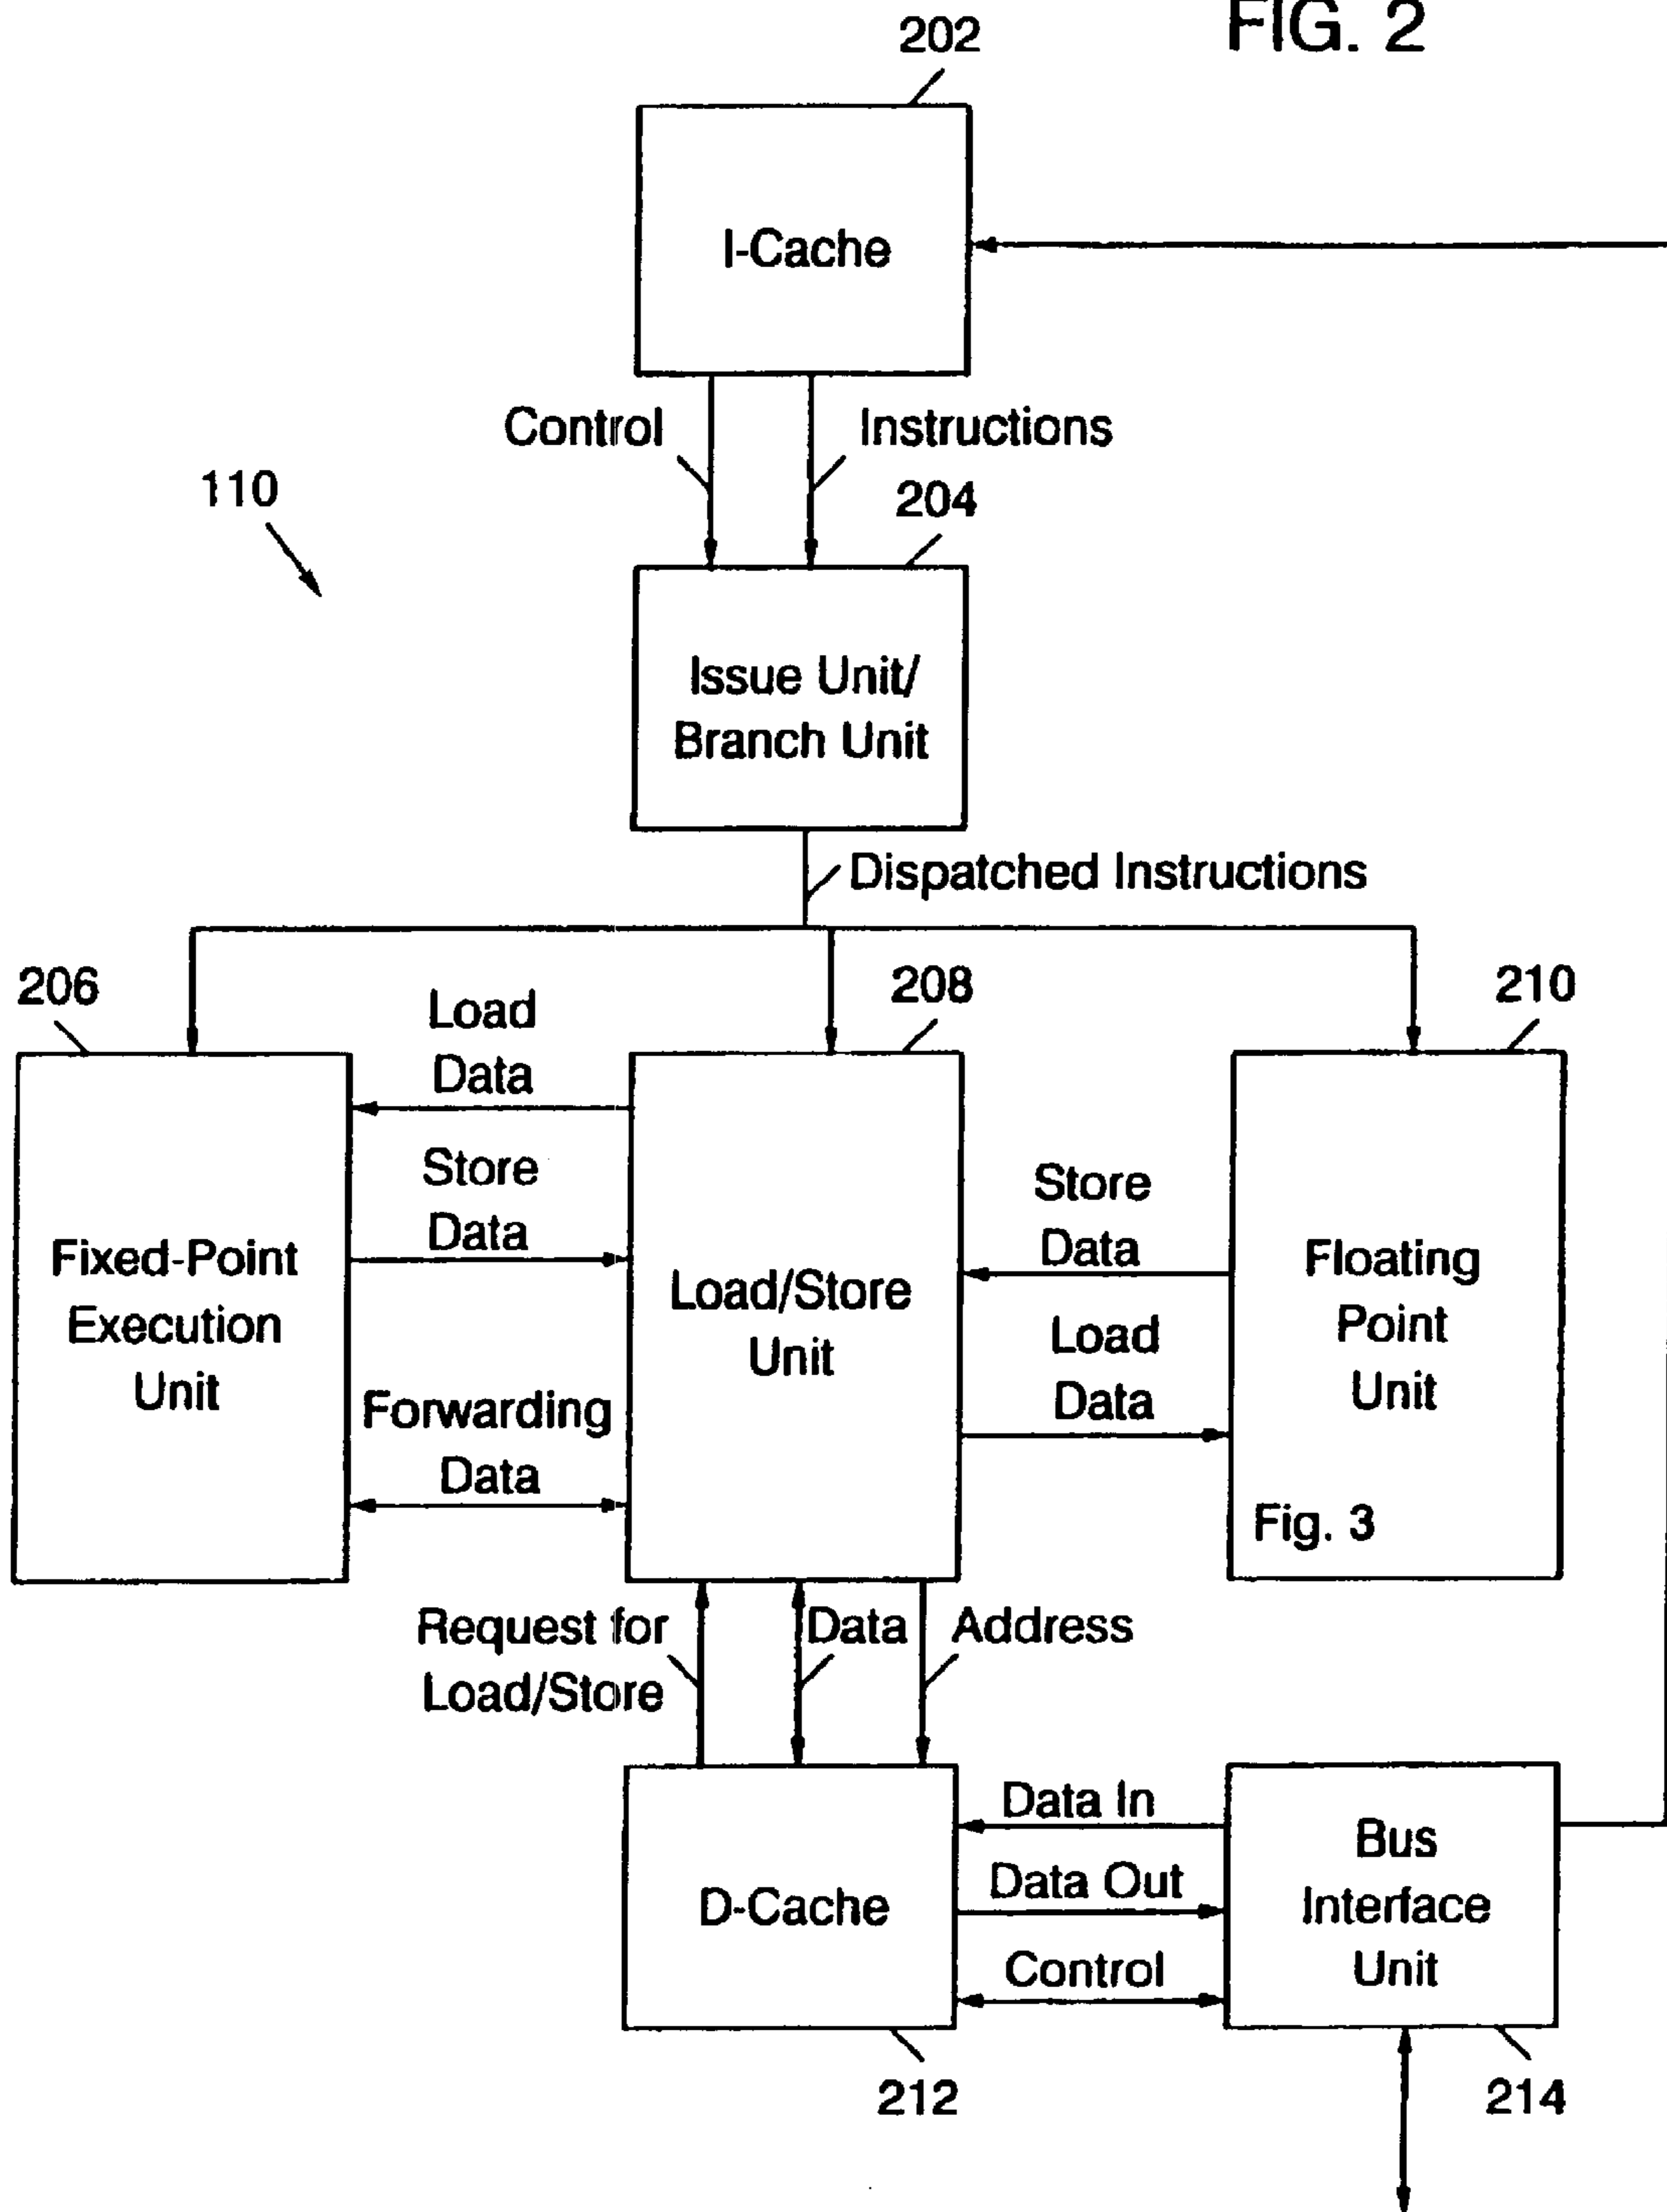 FIG. 2
202
I-Cache
Control
Instructions
110
204
Issue Unit/
Branch Unit
Dispatched Instructions
206
208
210
Load
Data
Store
Data
Forwarding
Data
Fixed-Point
Execution
Unit
Load/Store
Unit
Store
Data
Load
Data
Floating
Point
Unit
Fig. 3
Request for
Load/Store
Data
Address
Data In
Data Out
Control
D-Cache
Bus
Interface
Unit
212
214